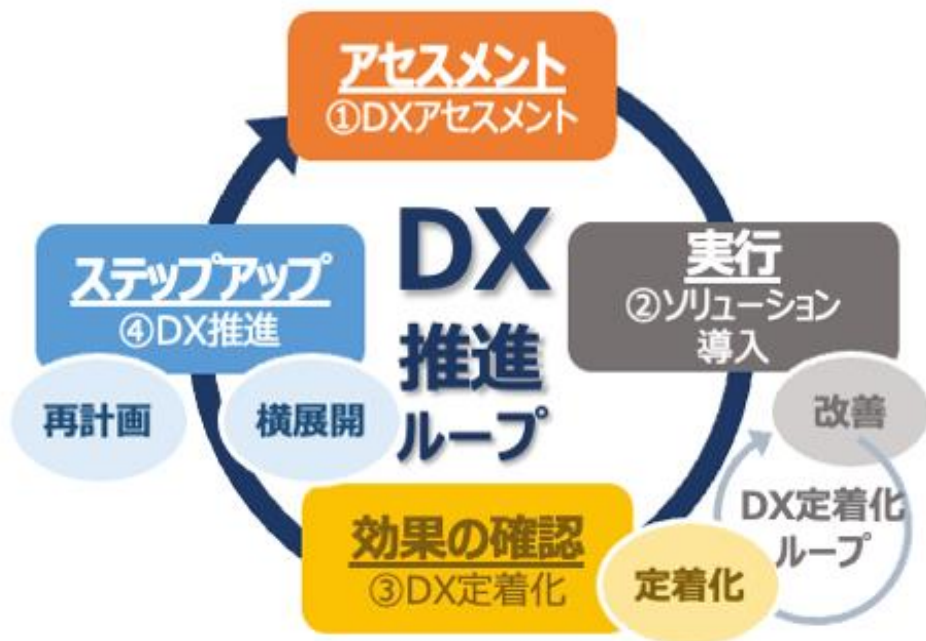 アセスメント
①DXアセスメント
DX
推進
ループ
実行
②ソリューション
導入
改善
DX定着化
ループ
定着化
効果の確認
③DX定着化
ステップアップ
④DX推進
再計画
横展開